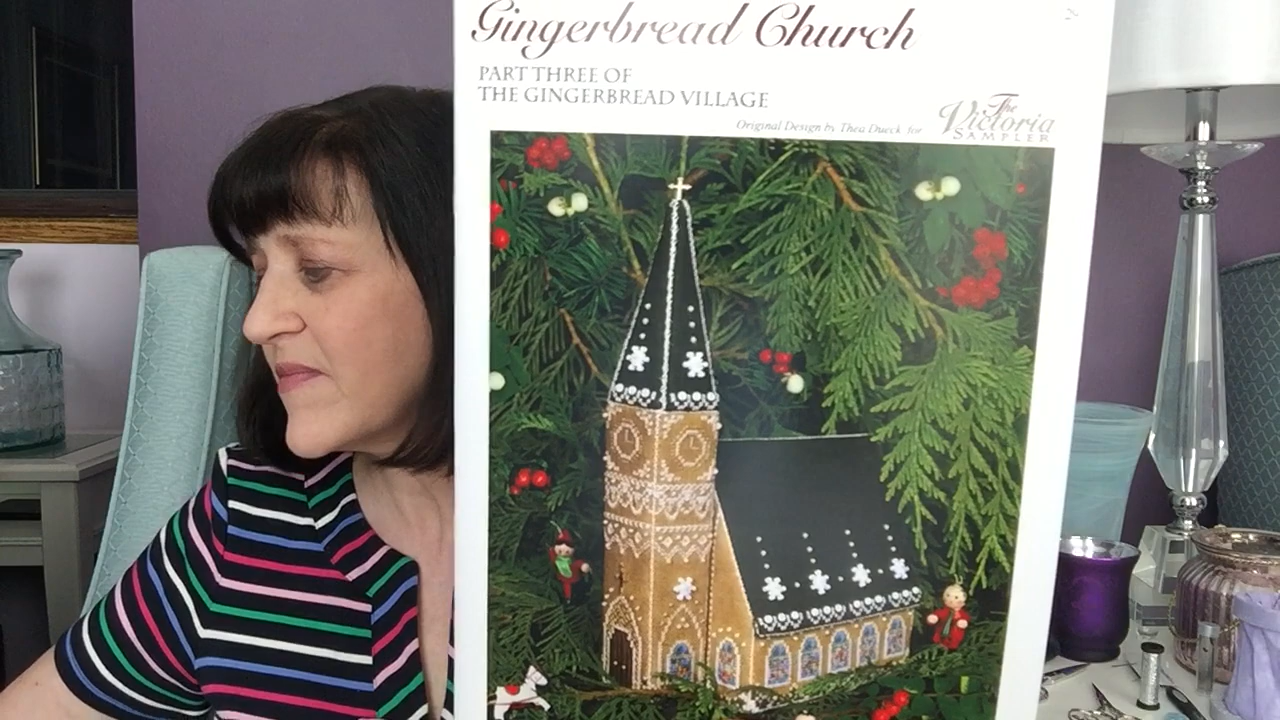 Gingerbread Church
PART THREE OF
THE GINGERBREAD VILLAGE
Original Design by Thea Dueck for
The
Victoria
SAMPLER